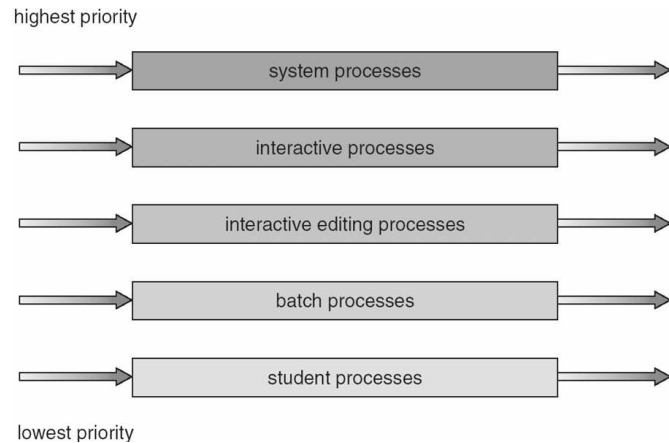 highest priority
system processes
interactive processes
interactive editing processes
batch processes
student processes
lowest priority